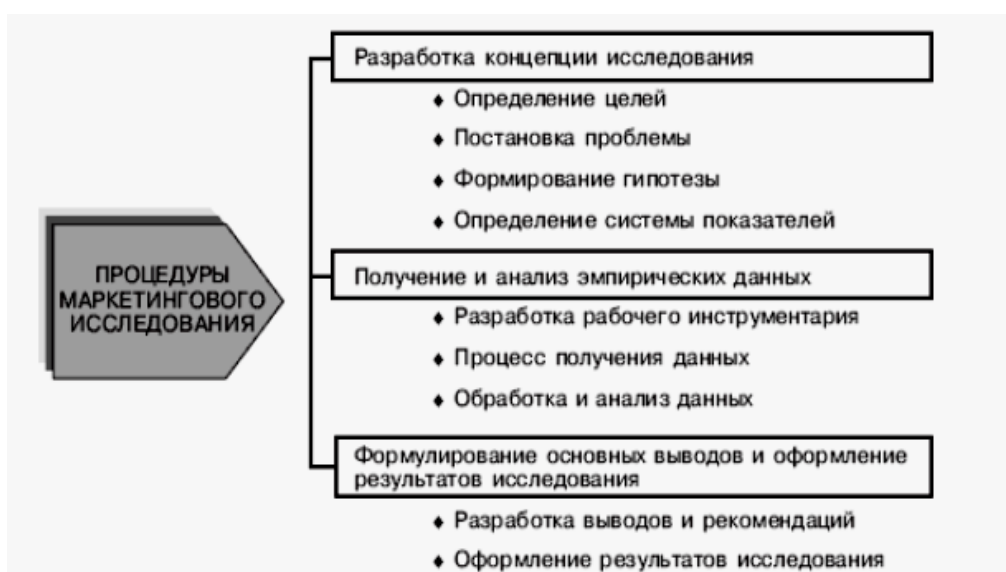 ПРОЦЕДУРЫ
МАРКЕТИНГОВОГО
ИССЛЕДОВАНИЯ
Разработка концепции исследования
♦ Определение целей
♦ Постановка проблемы
♦ Формирование гипотезы
♦ Определение системы показателей
Получение и анализ эмпирических данных
♦ Разработка рабочего инструментария
♦ Процесс получения данных
♦ Обработка и анализ данных
Формулирование основных выводов и оформление
результатов исследования
♦ Разработка выводов и рекомендаций
♦ Оформление результатов исследования